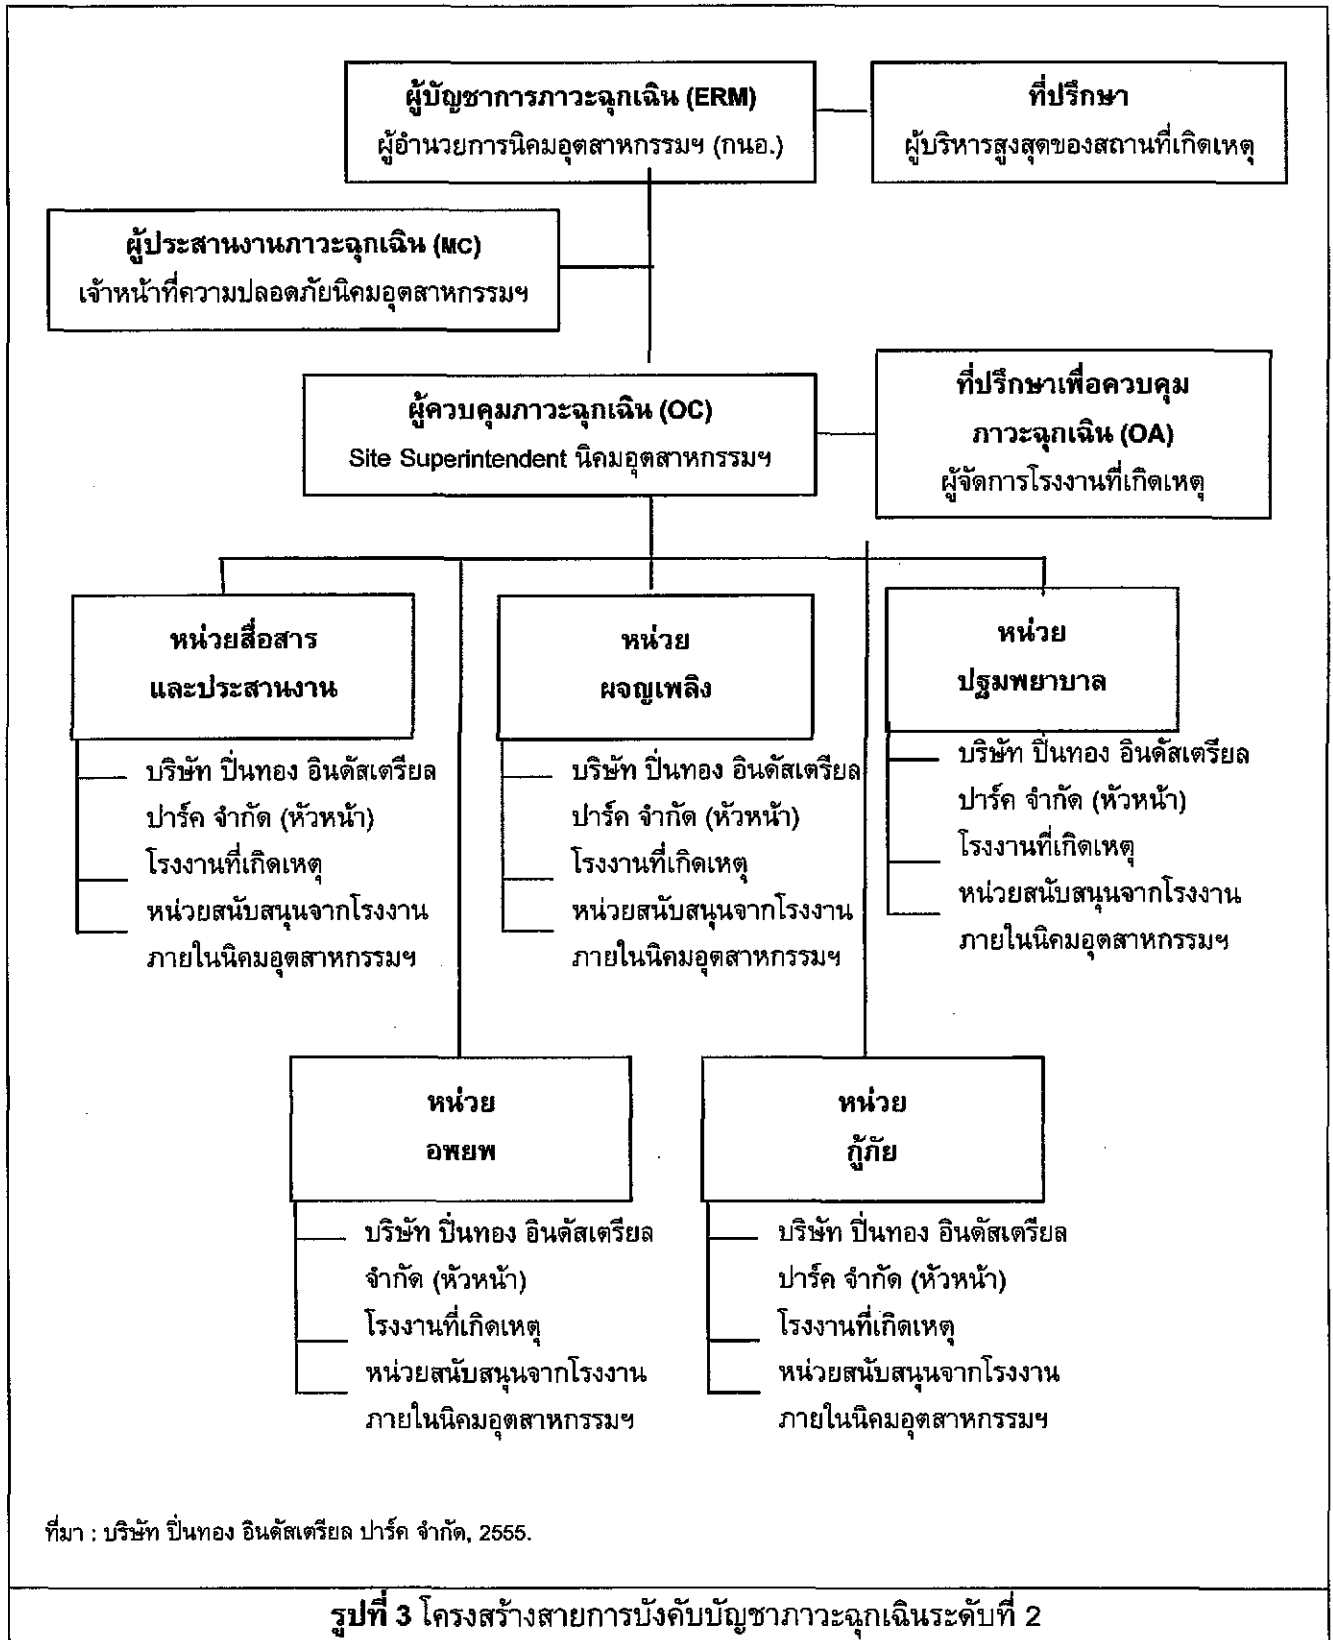 ผู้บัญชาการภาวะฉุกเฉิน (ERM)
ผู้อำนวยการนิคมอุตสาหกรรมฯ (กนอ.)
ที่ปรึกษา
ผู้บริหารสูงสุดของสถานที่เกิดเหตุ
ผู้ประสานงานภาวะฉุกเฉิน (MC)
เจ้าหน้าที่ความปลอดภัยนิคมอุตสาหกรรมฯ
ผู้ควบคุมภาวะฉุกเฉิน (OC)
Site Superintendent นิคมอุตสาหกรรมฯ
ที่ปรึกษาเพื่อควบคุม
ภาวะฉุกเฉิน (OA)
ผู้จัดการโรงงานที่เกิดเหตุ
หน่วยสื่อสาร
และประสานงาน
บริษัท ปิ่นทอง อินดัสเตรียล
ปาร์ค จำกัด (หัวหน้า)
โรงงานที่เกิดเหตุ
หน่วยสนับสนุนจากโรงงาน
ภายในนิคมอุตสาหกรรมฯ
หน่วย
ผจญเพลิง
บริษัท ปิ่นทอง อินดัสเตรียล
ปาร์ค จำกัด (หัวหน้า)
โรงงานที่เกิดเหตุ
หน่วยสนับสนุนจากโรงงาน
ภายในนิคมอุตสาหกรรมฯ
หน่วย
ปฐมพยาบาล
บริษัท ปิ่นทอง อินดัสเตรียล
ปาร์ค จำกัด (หัวหน้า)
โรงงานที่เกิดเหตุ
หน่วยสนับสนุนจากโรงงาน
ภายในนิคมอุตสาหกรรมฯ
หน่วย
อพยพ
บริษัท ปิ่นทอง อินดัสเตรียล
จำกัด (หัวหน้า)
โรงงานที่เกิดเหตุ
หน่วยสนับสนุนจากโรงงาน
ภายในนิคมอุตสาหกรรมฯ
หน่วย
กู้ภัย
บริษัท ปิ่นทอง อินดัสเตรียล
ปาร์ค จำกัด (หัวหน้า)
โรงงานที่เกิดเหตุ
หน่วยสนับสนุนจากโรงงาน
ภายในนิคมอุตสาหกรรมฯ
ที่มา : บริษัท ปิ่นทอง อินดัสเตรียล ปาร์ค จำกัด, 2555.
รูปที่ 3 โครงสร้างสายการบังคับบัญชาภาวะฉุกเฉินระดับที่ 2